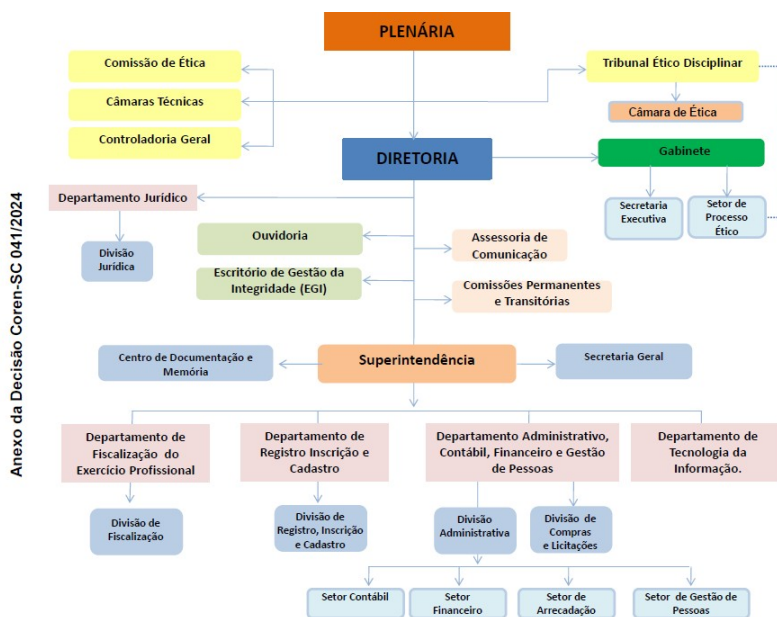 PLENÁRIA
Comissão de Ética
Câmaras Técnicas
Controladoria Geral
Tribunal Ético Disciplinar
Câmara de Ética
DIRETORIA
Gabinete
Secretaria
Executiva
Setor de
Processo
Ético
Departamento Jurídico
Divisão
Jurídica
Ouvidoria
Escritório de Gestão da
Integridade (EGI)
Assessoria de
Comunicação
Comissões Permanentes
e Transitórias
Anexo da Decisão Coren-SC 041/2024
Centro de Documentação e
Memória
Superintendência
Secretaria Geral
Departamento de
Fiscalização do
Exercício Profissional
Departamento de
Registro Inscrição e
Cadastro
Departamento Administrativo,
Contábil, Financeiro e Gestão
de Pessoas
Departamento de
Tecnologia da
Informação.
Divisão de
Fiscalização
Divisão de
Registro, Inscrição
e Cadastro
Divisão
Administrativa
Divisão de
Compras
e Licitações
Setor Contábil
Setor
Financeiro
Setor de
Arrecadação
Setor de Gestão de
Pessoas